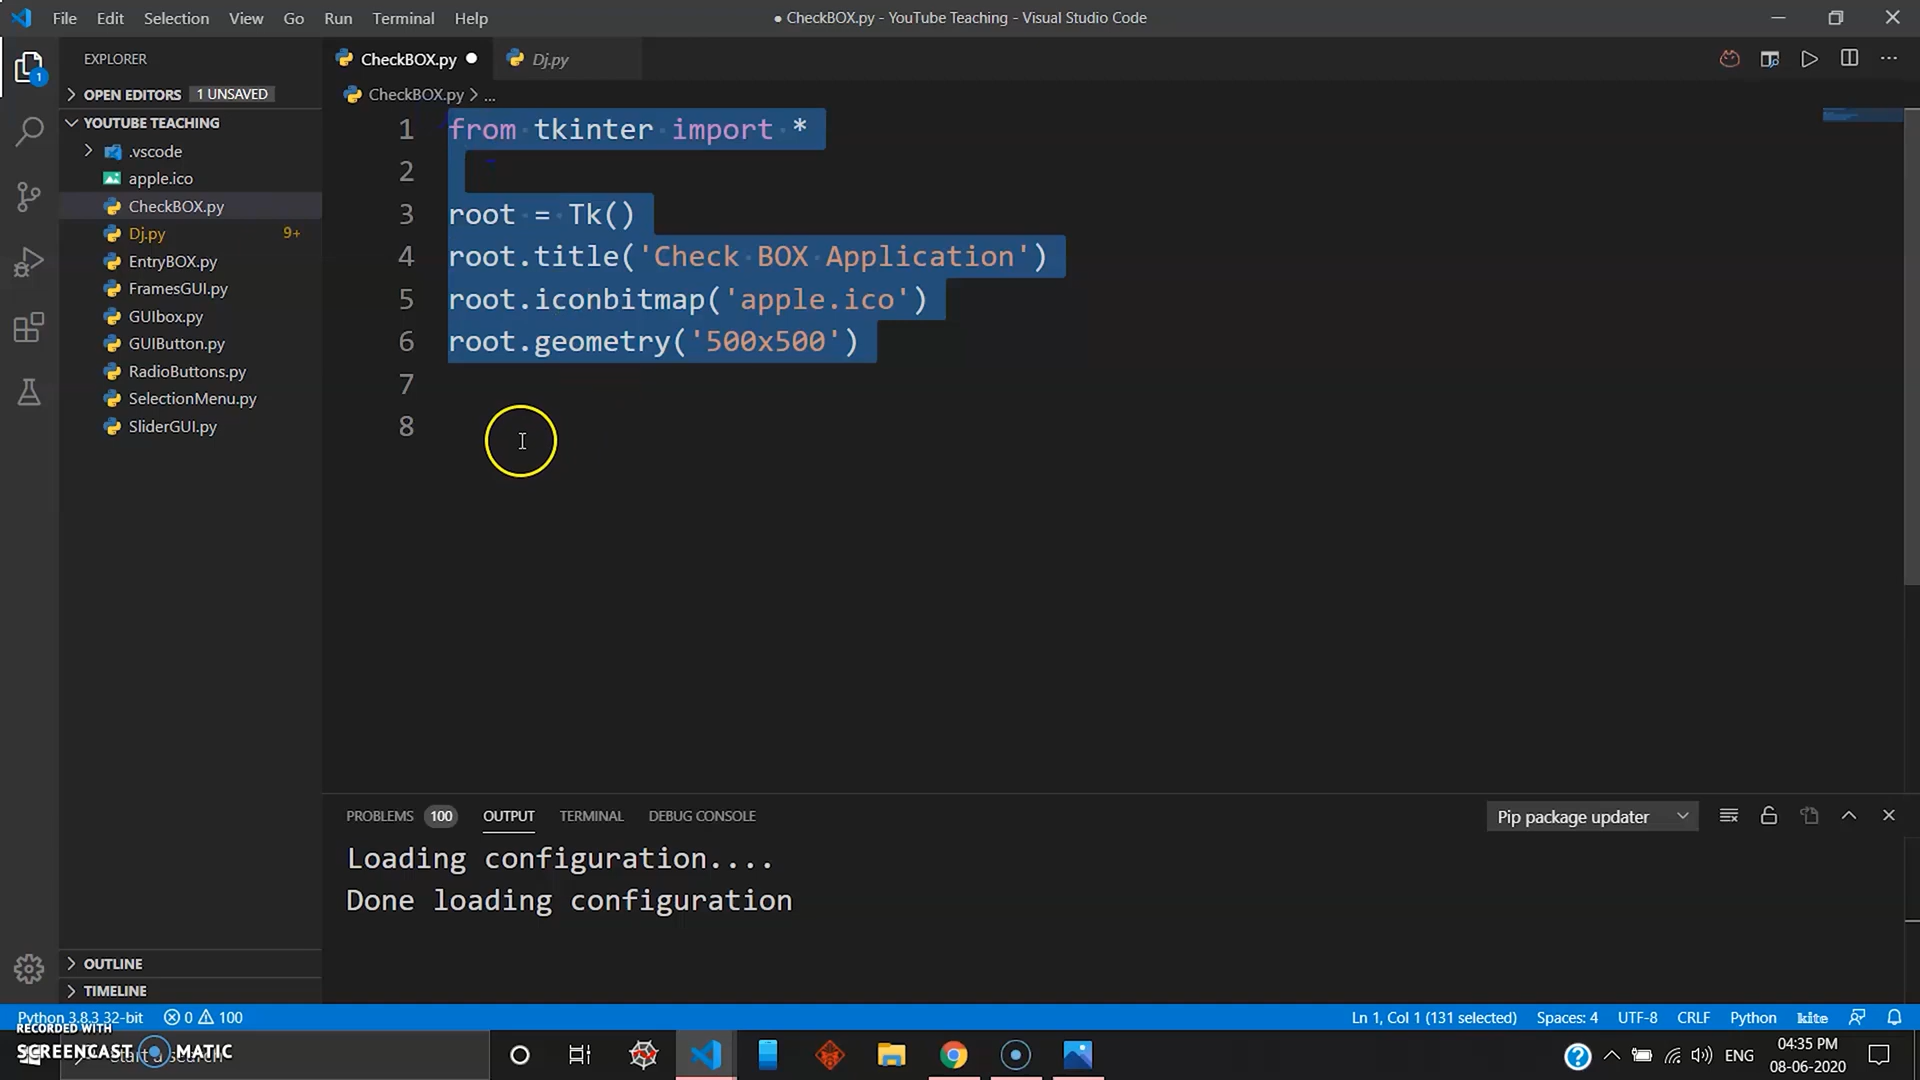 File Edit Selection View Go Run Terminal Help
● CheckBOX.py - YouTube Teaching - Visual Studio Code
EXPLORER
OPEN EDITORS 1 UNSAVED
YOUTUBE TEACHING
.vscode
apple.ico
CheckBOX.py
Dj.py 9+
EntryBOX.py
FramesGUI.py
GUIbox.py
GUIButton.py
RadioButtons.py
SelectionMenu.py
SliderGUI.py
OUTLINE
TIMELINE
1
CheckBOX.py ●
Dj.py
CheckBOX.py > ...
1 from tkinter import *
2
3 root = Tk()
4 root.title('Check BOX Application')
5 root.iconbitmap('apple.ico')
6 root.geometry('500x500')
7
8
PROBLEMS 100 OUTPUT TERMINAL DEBUG CONSOLE
Pip package updater
Loading configuration....
Done loading configuration
Python 3.8.3 32-bit 0 100
Ln 1, Col 1 (131 selected) Spaces: 4 UTF-8 CRLF Python kite
RECORDED WITH
SCREENCAST MATIC
ENG
04:35 PM
08-06-2020